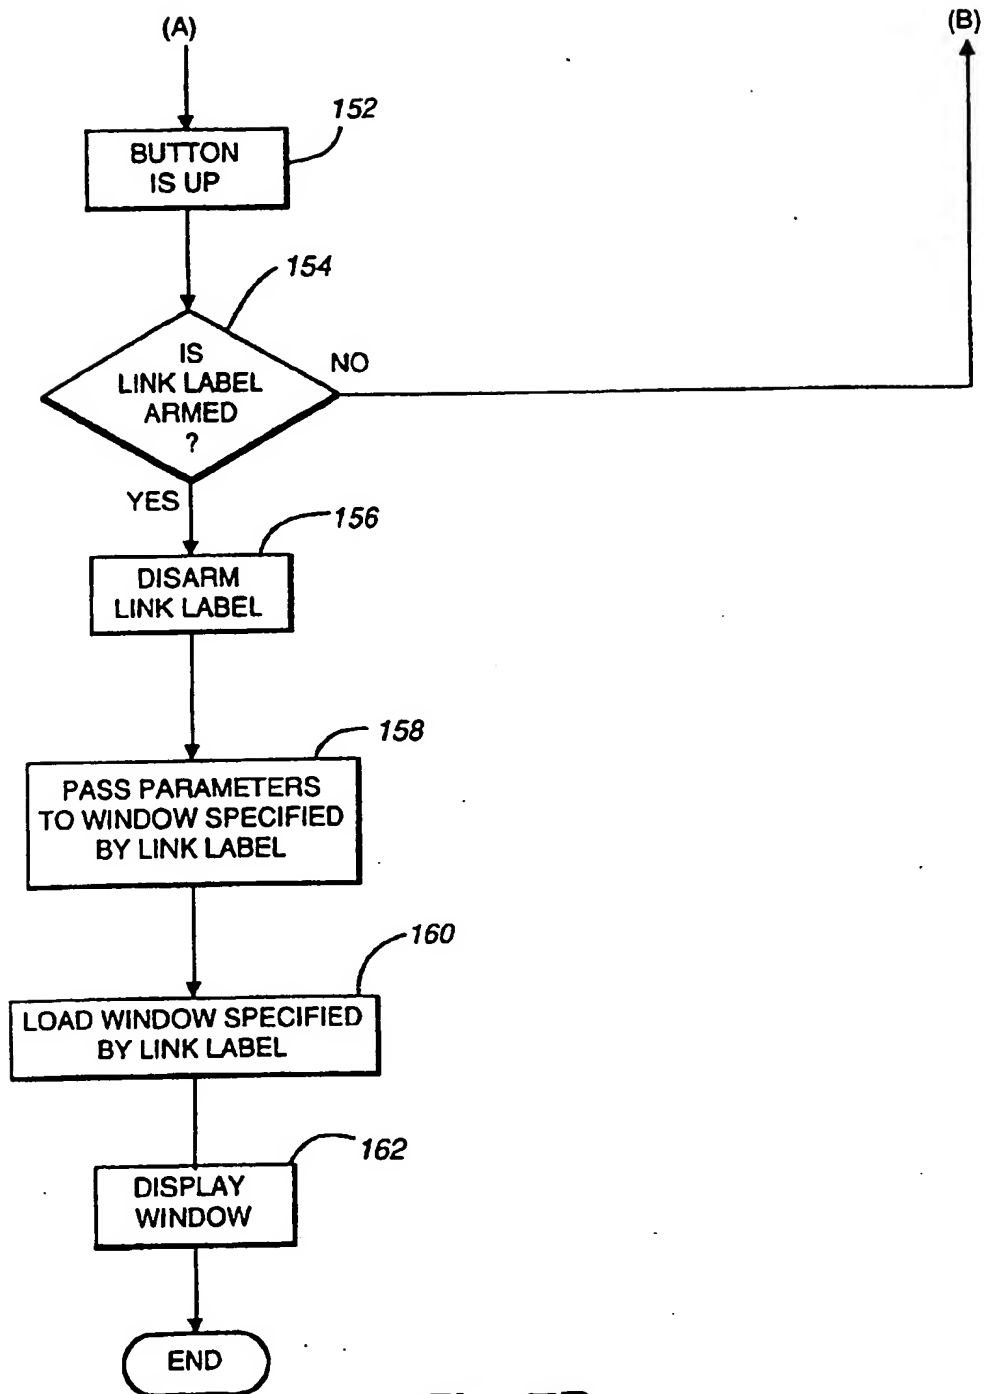 (A)
(B)
152
BUTTON
IS UP
154
IS
LINK LABEL
ARMED
?
NO
YES
156
DISARM
LINK LABEL
158
PASS PARAMETERS
TO WINDOW SPECIFIED
BY LINK LABEL
160
LOAD WINDOW SPECIFIED
BY LINK LABEL
162
DISPLAY
WINDOW
END